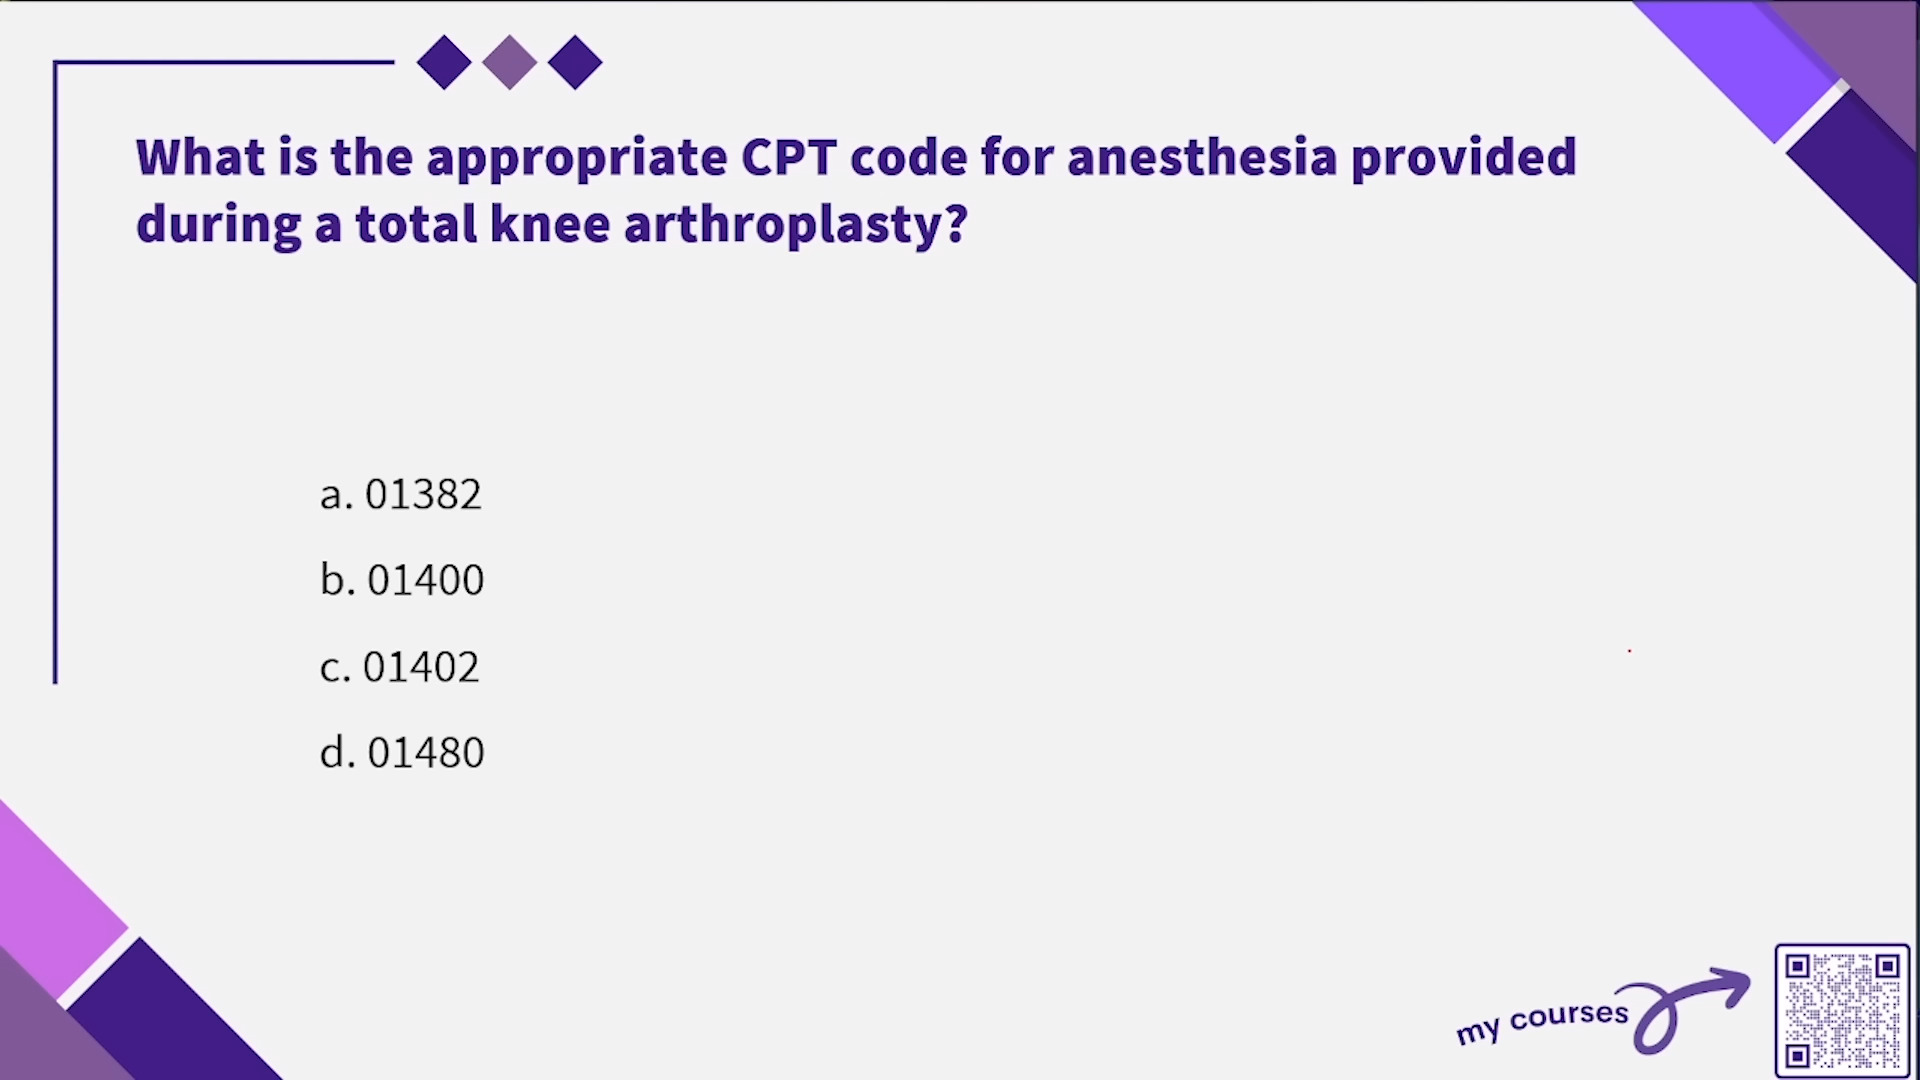 What is the appropriate CPT code for anesthesia provided
during a total knee arthroplasty?
a. 01382
b. 01400
c. 01402
d. 01480
my courses